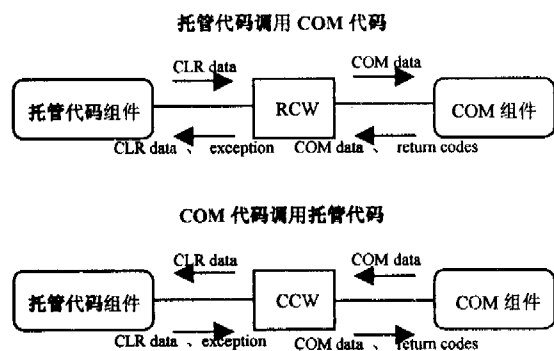 托管代码调用 COM 代码
CLR data
COM data
托管代码组件
RCW
COM 组件
CLR data 、 exception
COM data 、 return codes
COM 代码调用托管代码
CLR data
COM data
托管代码组件
CCW
COM 组件
CLR data 、 exception
COM data 、 return codes